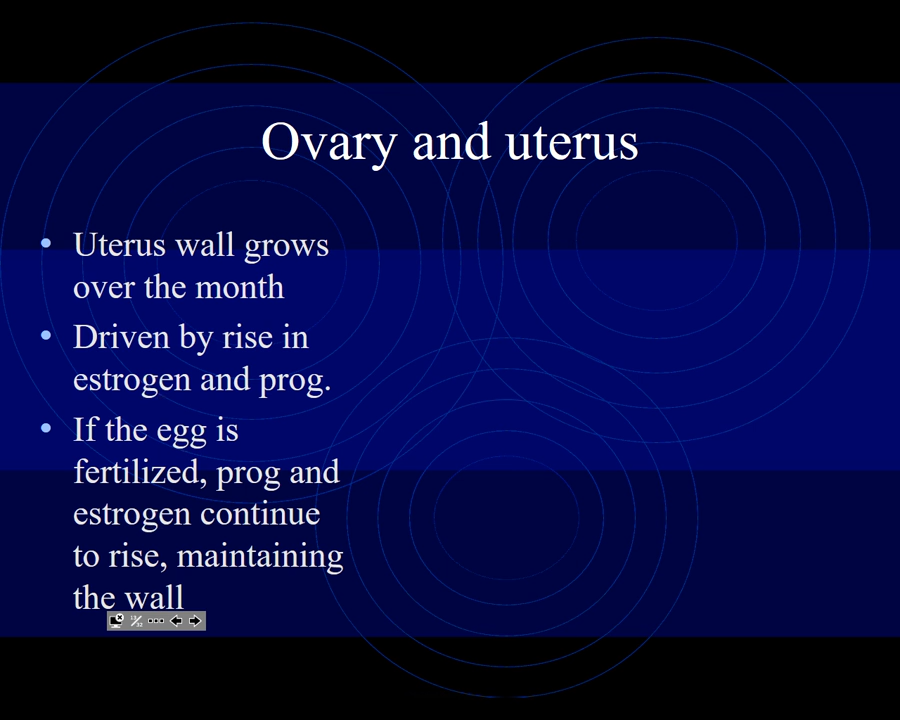 Ovary and uterus
• Uterus wall grows
over the month
• Driven by rise in
estrogen and prog.
• If the egg is
fertilized, prog and
estrogen continue
to rise, maintaining
the wall